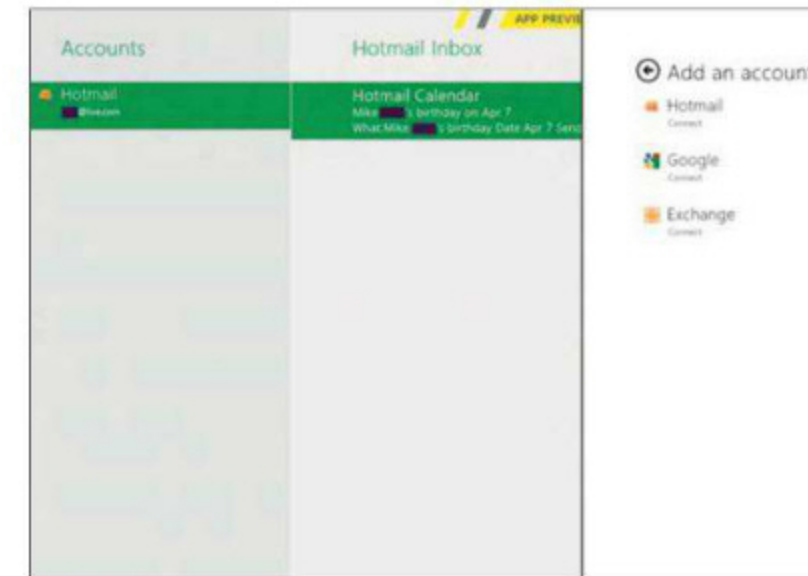 APP PREVIE
Accounts
Hotmail
@live.com
Hotmail Inbox
Hotmail Calendar
Mike 's birthday on Apr 7
What:Mike 's birthday Date Apr 7 Send
Add an account
Hotmail
Connect
Google
Connect
Exchange
Connect